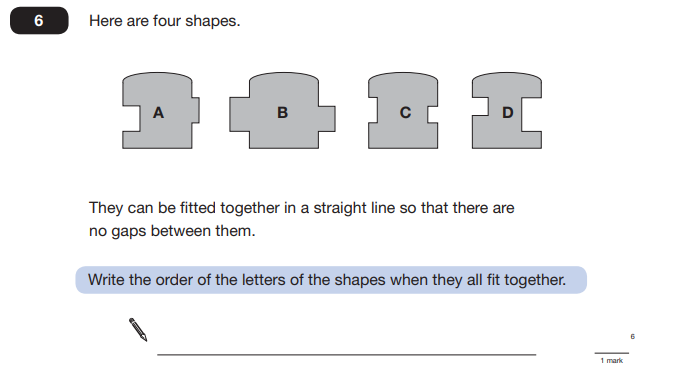 6
Here are four shapes.
A B C D
They can be fitted together in a straight line so that there are
no gaps between them.
Write the order of the letters of the shapes when they all fit together.
6
1 mark